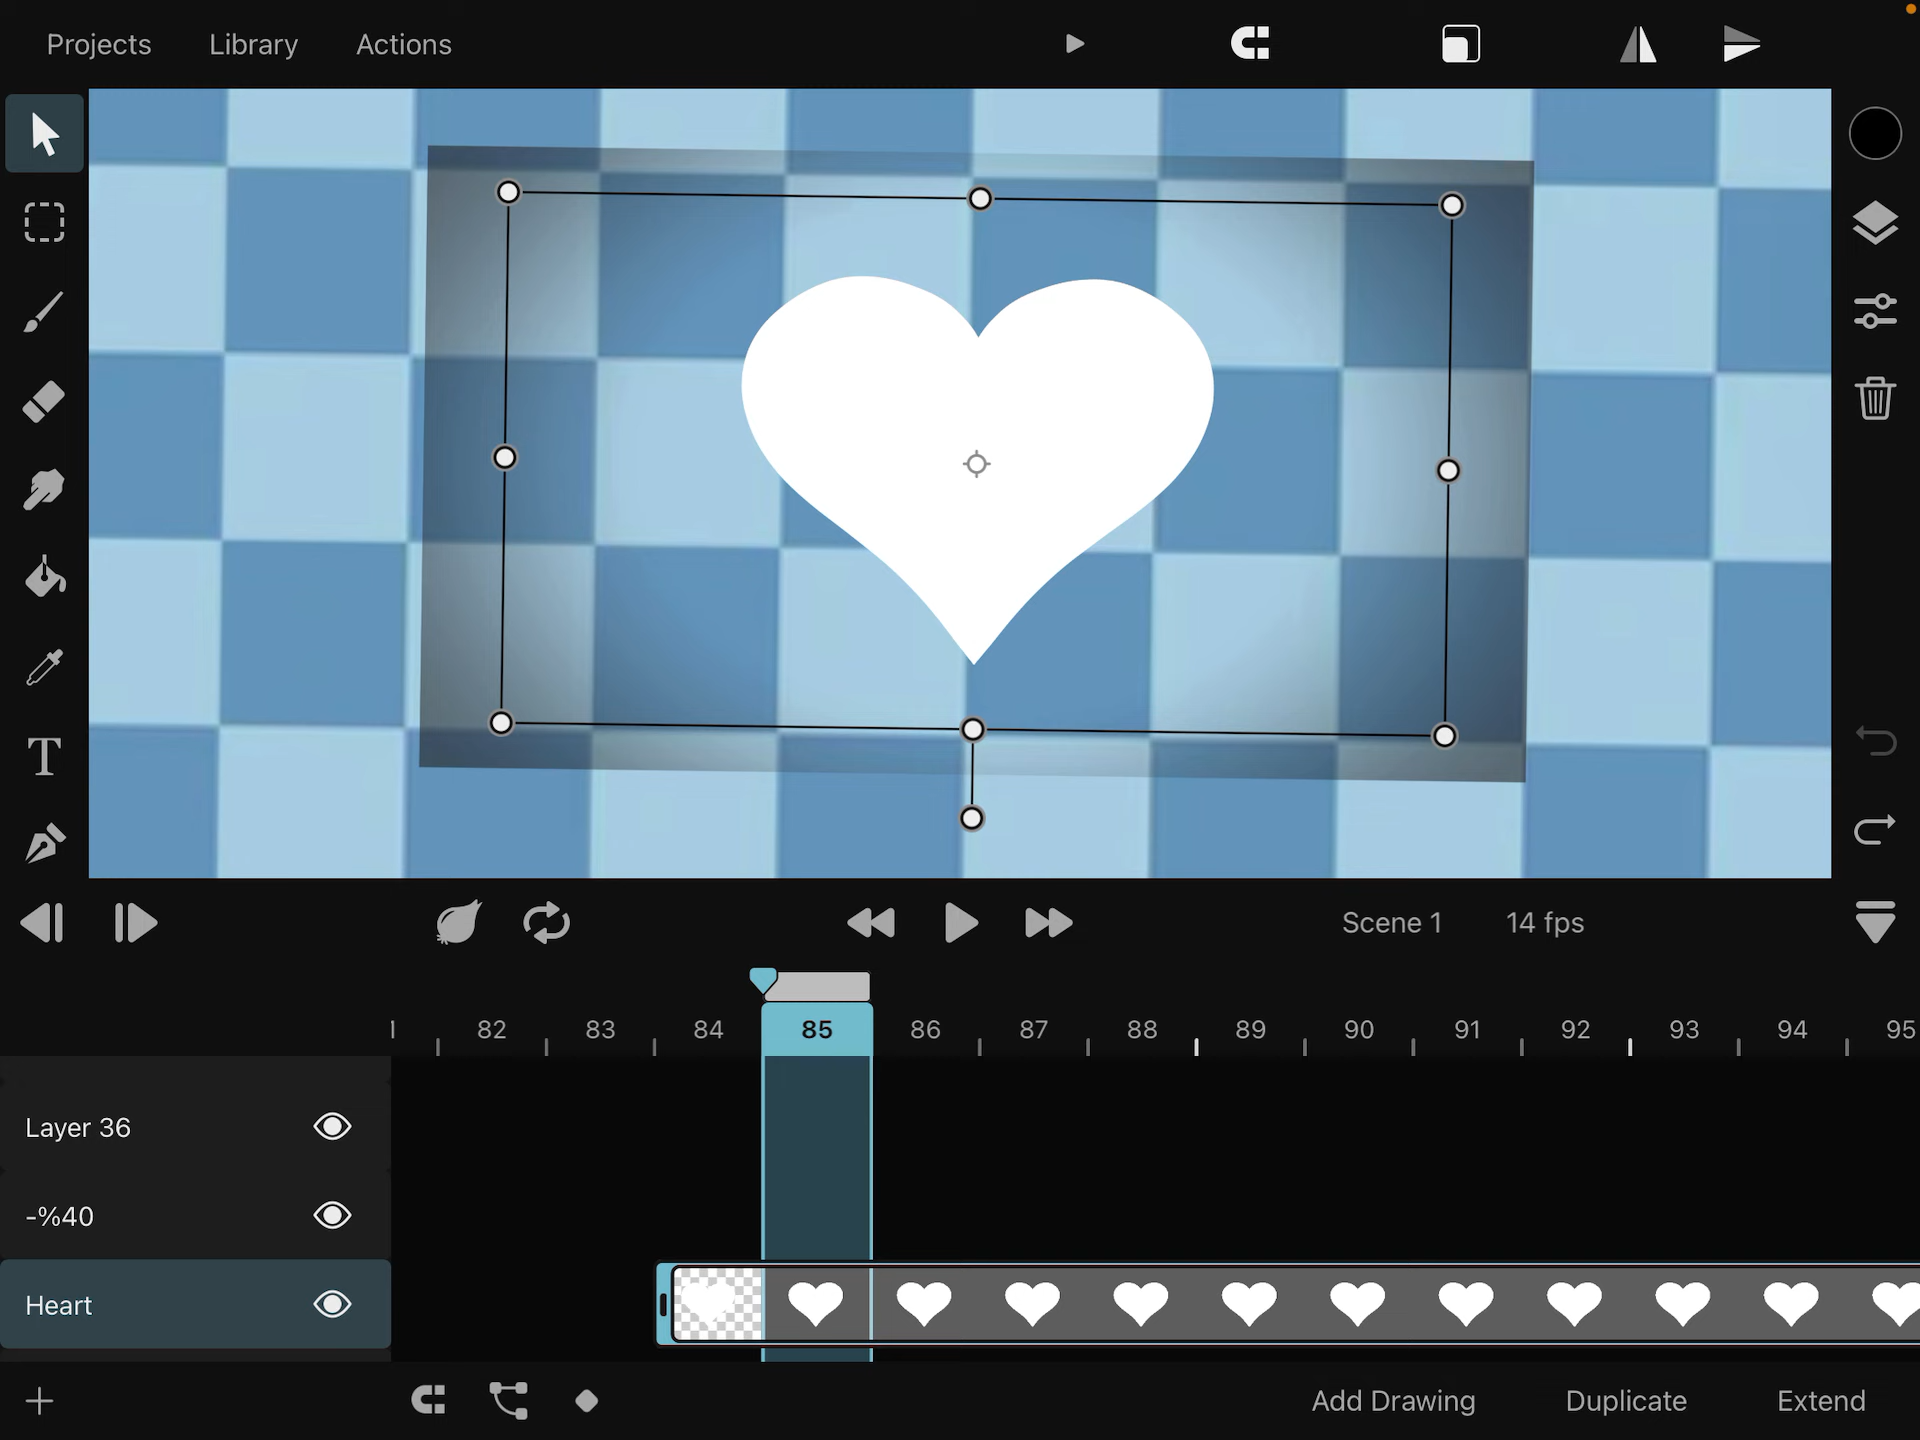 Projects Library Actions
T
Scene 1 14 fps
82 83 84 85 86 87 88 89 90 91 92 93 94 95
Layer 36
-%40
Heart
Add Drawing Duplicate Extend